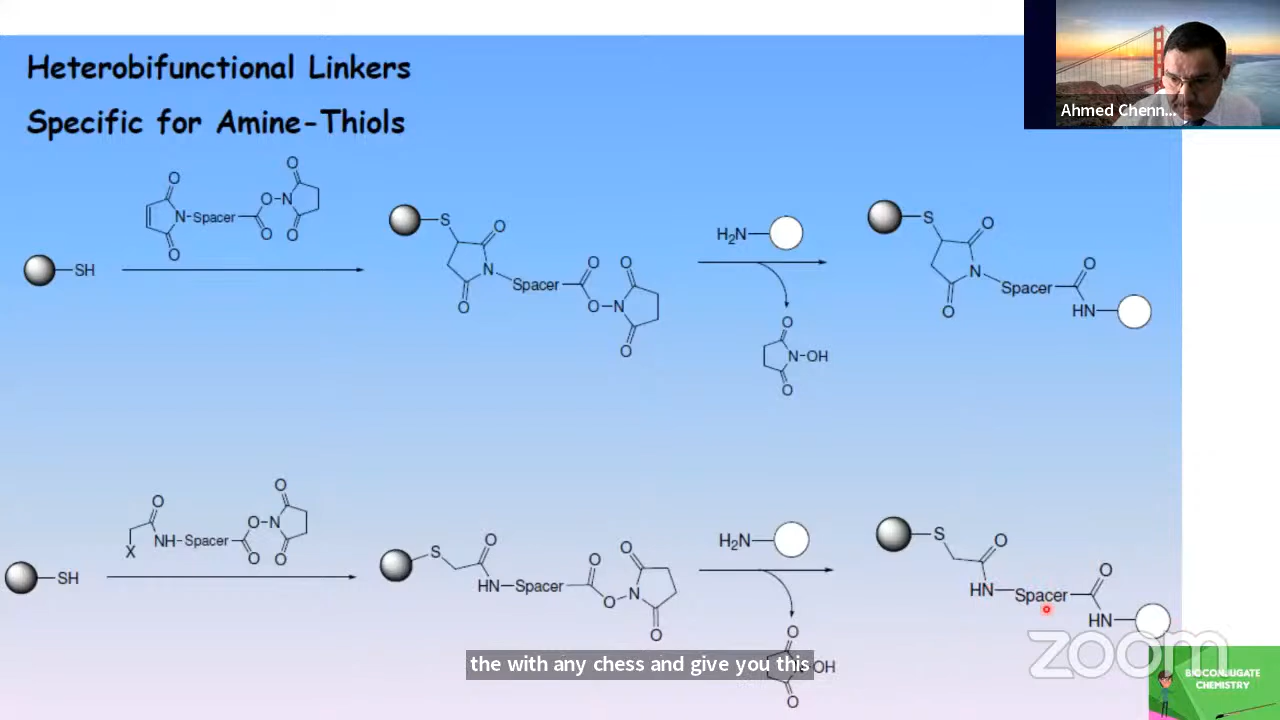 Heterobifunctional Linkers
Specific for Amine-Thiols
Ahmed Chenn...
O
O
N-Spacer
O
O
N
O
O
O
SH
S
O
N
O
Spacer
O
O
N
O
O
H₂N
O
N-OH
O
S
O
N
O
Spacer
O
HN
O
X
NH-Spacer
O
O
N
O
O
SH
S
O
HN
Spacer
O
O
N
O
O
H₂N
O
OH
O
S
O
HN
Spacer
O
HN
the with any chess and give you this
zoom
BIOCONJUGATE
CHEMISTRY